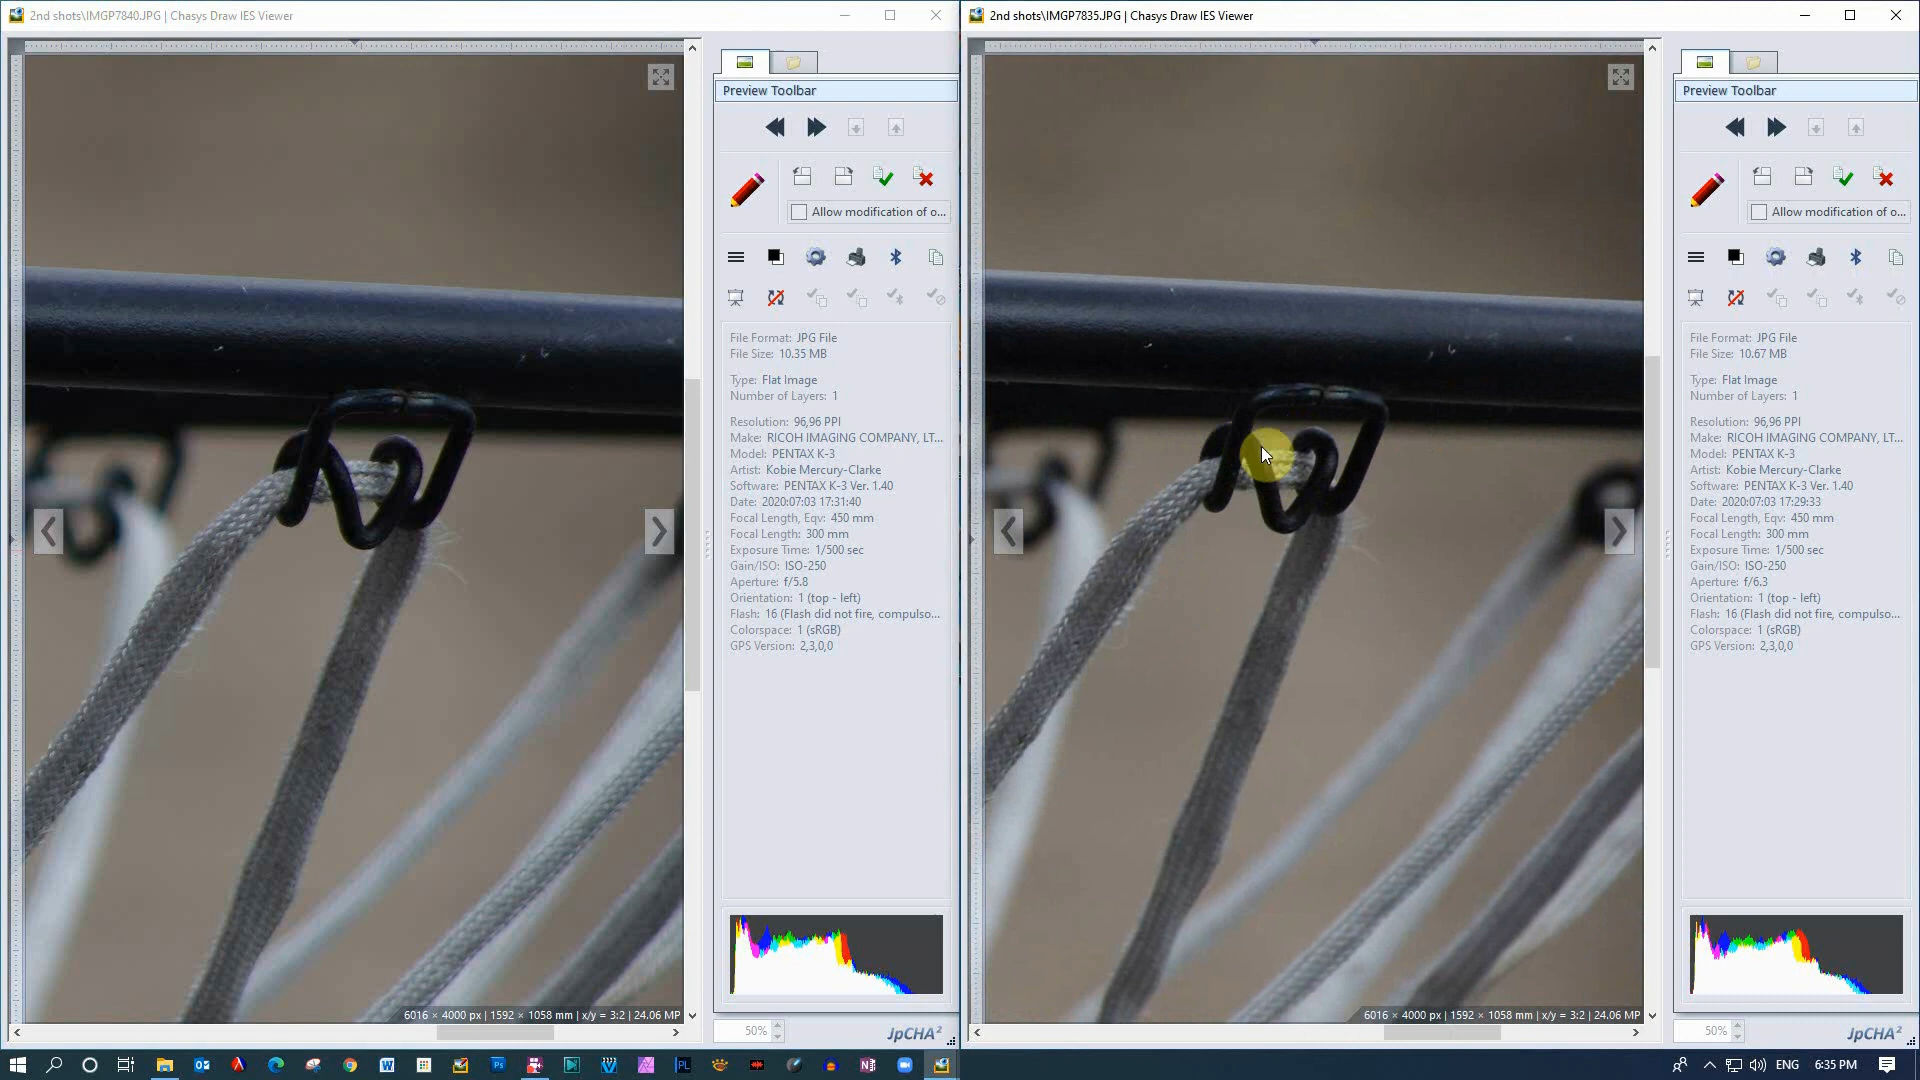 2nd shots\IMGP7840.JPG | Chasys Draw IES Viewer
Preview Toolbar
Allow modification of o...
File Format: JPG File
File Size: 10.35 MB
Type: Flat Image
Number of Layers: 1
Resolution: 96,96 PPI
Make: RICOH IMAGING COMPANY, LT...
Model: PENTAX K-3
Artist: Kobie Mercury-Clarke
Software: PENTAX K-3 Ver. 1.40
Date: 2020:07:03 17:31:40
Focal Length, Eqv: 450 mm
Focal Length: 300 mm
Exposure Time: 1/500 sec
Gain/ISO: ISO-250
Aperture: f/5.8
Orientation: 1 (top - left)
Flash: 16 (Flash did not fire, compulso...
Colorspace: 1 (sRGB)
GPS Version: 2,3,0,0
6016 × 4000 px | 1592 × 1058 mm | x/y = 3:2 | 24.06 MP
50%
JpCHA²
2nd shots\IMGP7835.JPG | Chasys Draw IES Viewer
Preview Toolbar
Allow modification of o...
File Format: JPG File
File Size: 10.67 MB
Type: Flat Image
Number of Layers: 1
Resolution: 96,96 PPI
Make: RICOH IMAGING COMPANY, LT...
Model: PENTAX K-3
Artist: Kobie Mercury-Clarke
Software: PENTAX K-3 Ver. 1.40
Date: 2020:07:03 17:29:33
Focal Length, Eqv: 450 mm
Focal Length: 300 mm
Exposure Time: 1/500 sec
Gain/ISO: ISO-250
Aperture: f/6.3
Orientation: 1 (top - left)
Flash: 16 (Flash did not fire, compulso...
Colorspace: 1 (sRGB)
GPS Version: 2,3,0,0
6016 × 4000 px | 1592 × 1058 mm | x/y = 3:2 | 24.06 MP
50%
JpCHA²
Ps
PL
ENG
6:35 PM